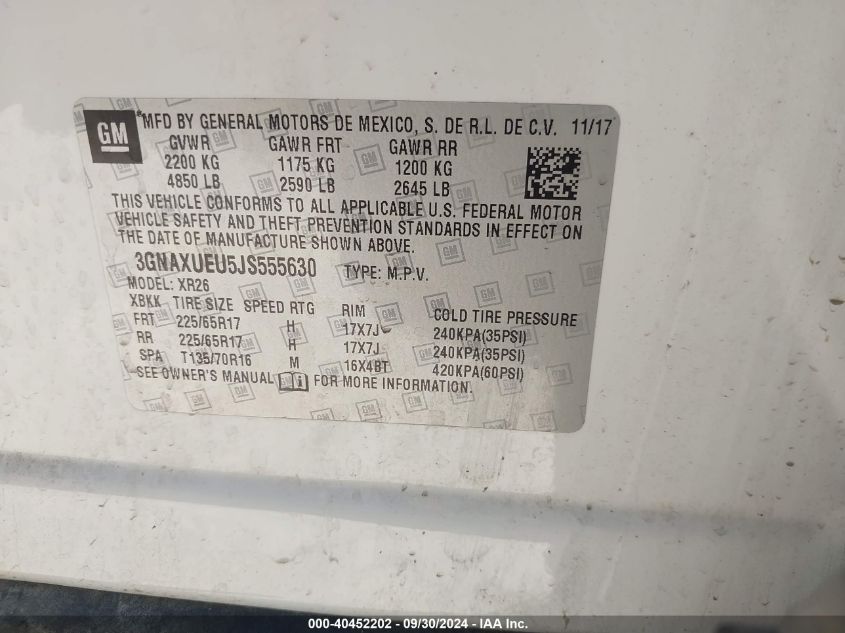 GM *MFD BY GENERAL MOTORS DE MEXICO, S. DE R.L. DE C.V. 11/17
GVWR GAWR FRT GAWR RR
2200 KG 1175 KG 1200 KG
4850 LB 2590 LB 2645 LB
THIS VEHICLE CONFORMS TO ALL APPLICABLE U.S. FEDERAL MOTOR
VEHICLE SAFETY AND THEFT PREVENTION STANDARDS IN EFFECT ON
THE DATE OF MANUFACTURE SHOWN ABOVE.
3GNAXUEU5JS555630 TYPE: M.P.V.
MODEL: XR26
XBKK TIRE SIZE SPEED RTG RIM COLD TIRE PRESSURE
FRT 225/65R17 H 17X7J 240KPA(35PSI)
RR 225/65R17 H 17X7J 240KPA(35PSI)
SPA T135/70R16 M 16X4BT 420KPA(60PSI)
SEE OWNER'S MANUAL FOR MORE INFORMATION.
000-40452202 - 09/30/2024 - IAA, Inc.